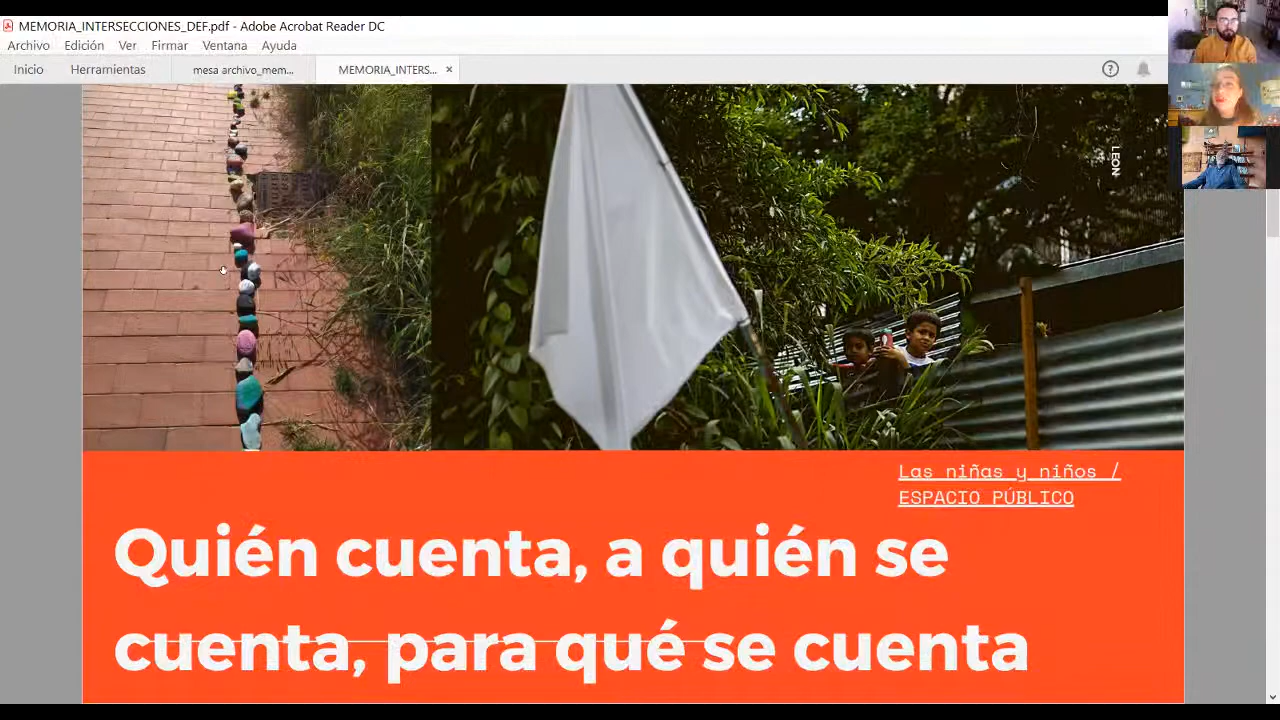 MEMORIA_INTERSECCIONES_DEF.pdf - Adobe Acrobat Reader DC
Archivo Edición Ver Firmar Ventana Ayuda
Inicio Herramientas mesa archivo_mem... MEMORIA_INTERS... ×
LEON
Las niñas y niños /
ESPACIO PÚBLICO
Quién cuenta, a quién se
cuenta, para qué se cuenta